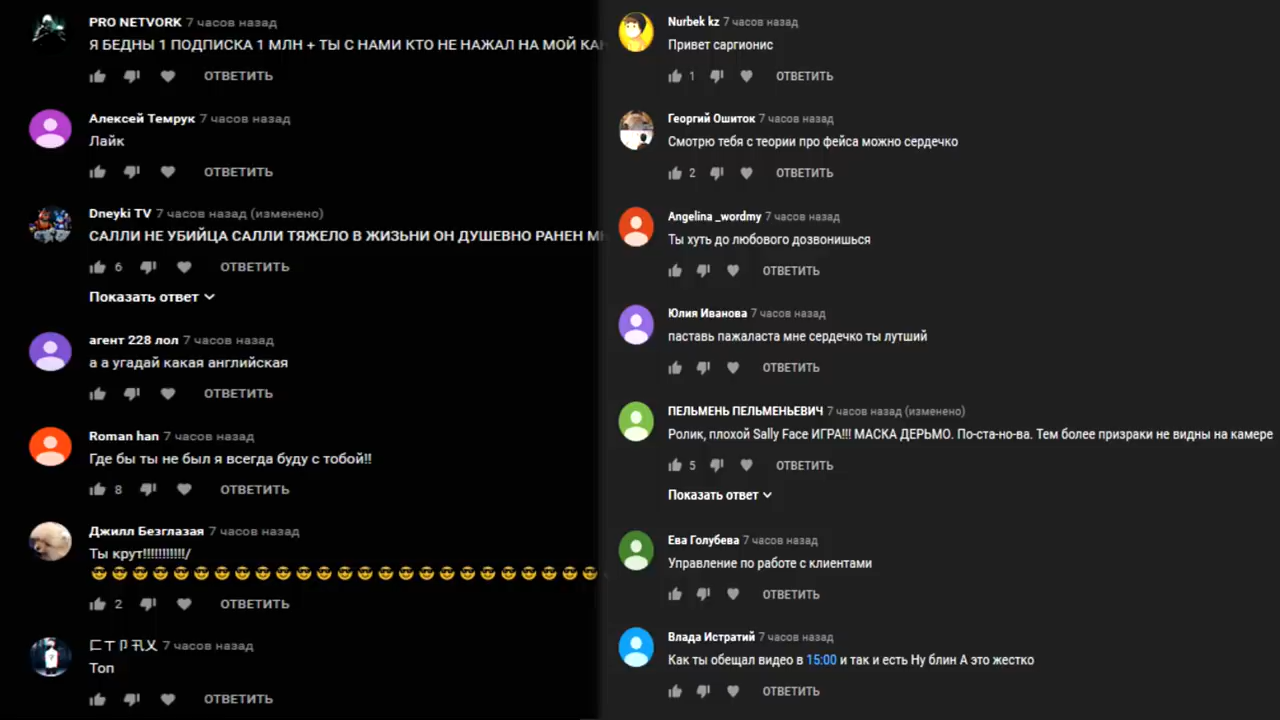 PRO NETVORK 7 часов назад
Я БЕДНЫ 1 ПОДПИСКА 1 МЛН + ТЫ С НАМИ КТО НЕ НАЖАЛ НА МОЙ КАН
ОТВЕТИТЬ
Алексей Темрук 7 часов назад
Лайк
ОТВЕТИТЬ
Dneyki TV 7 часов назад (изменено)
САЛЛИ НЕ УБИЙЦА САЛЛИ ТЯЖЕЛО В ЖИЗЬНИ ОН ДУШЕВНО РАНЕН
6 ОТВЕТИТЬ
Показать ответ
агент 228 лол 7 часов назад
а а угадай какая английская
ОТВЕТИТЬ
Roman han 7 часов назад
Где бы ты не был я всегда буду с тобой!!
8 ОТВЕТИТЬ
Джилл Безглазая 7 часов назад
Ты крут!!!!!!!!!!!/
😎😎😎😎😎😎😎😎😎😎😎😎😎😎😎😎😎😎😎😎😎😎😎😎😎
2 ОТВЕТИТЬ
7 часов назад
Топ
ОТВЕТИТЬ
Nurbek kz 7 часов назад
Привет саргионис
1 ОТВЕТИТЬ
Георгий Ошиток 7 часов назад
Смотрю тебя с теории про фейса можно сердечко
2 ОТВЕТИТЬ
Angelina _wordmy 7 часов назад
Ты хуть до любового дозвонишься
ОТВЕТИТЬ
Юлия Иванова 7 часов назад
паставь пажаласта мне сердечко ты лутший
ОТВЕТИТЬ
ПЕЛЬМЕНЬ ПЕЛЬМЕНЬЕВИЧ 7 часов назад (изменено)
Ролик, плохой Sally Face ИГРА!!! МАСКА ДЕРЬМО. По-ста-но-ва. Тем более призраки не видны на камере
5 ОТВЕТИТЬ
Показать ответ
Ева Голубева 7 часов назад
Управление по работе с клиентами
ОТВЕТИТЬ
Влада Истратий 7 часов назад
Как ты обещал видео в 15:00 и так и есть Ну блин А это жестко
ОТВЕТИТЬ